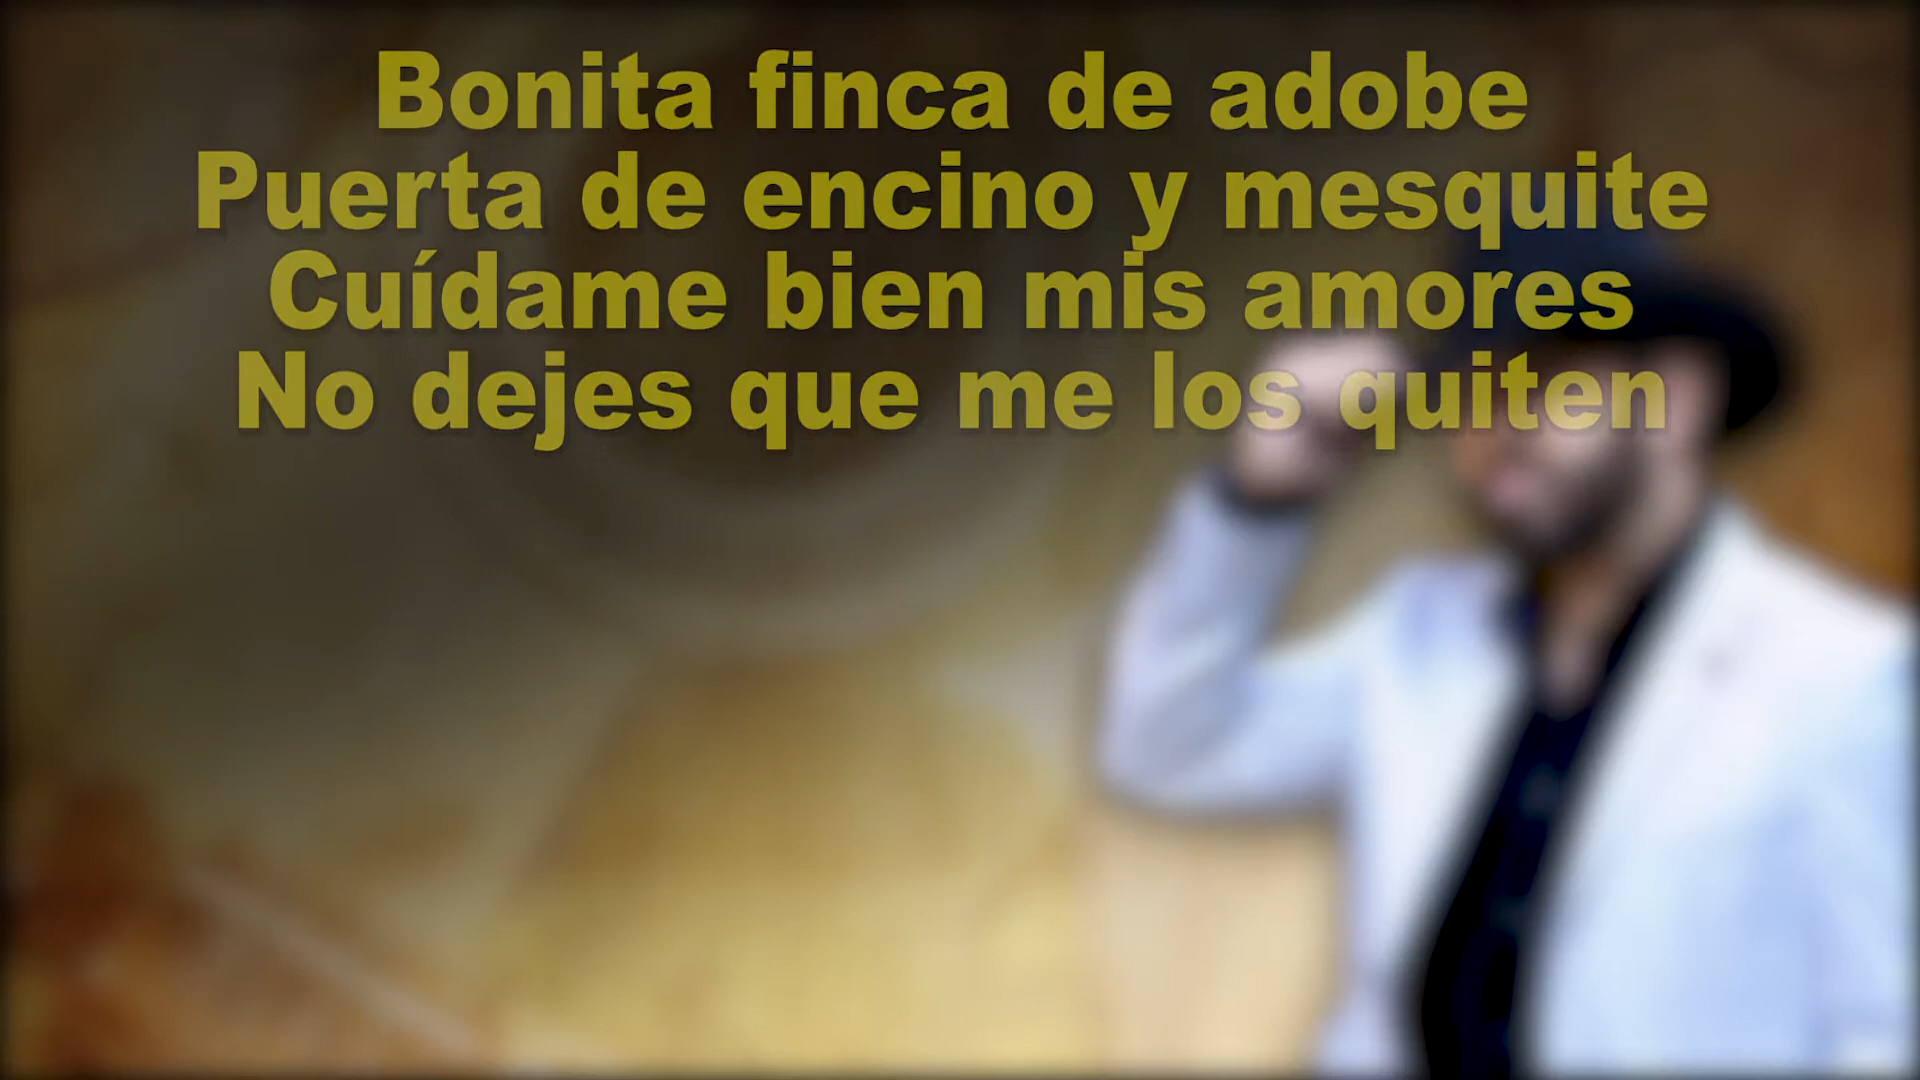 Bonita finca de adobe
Puerta de encino y mesquite
Cuídame bien mis amores
No dejes que me los quiten